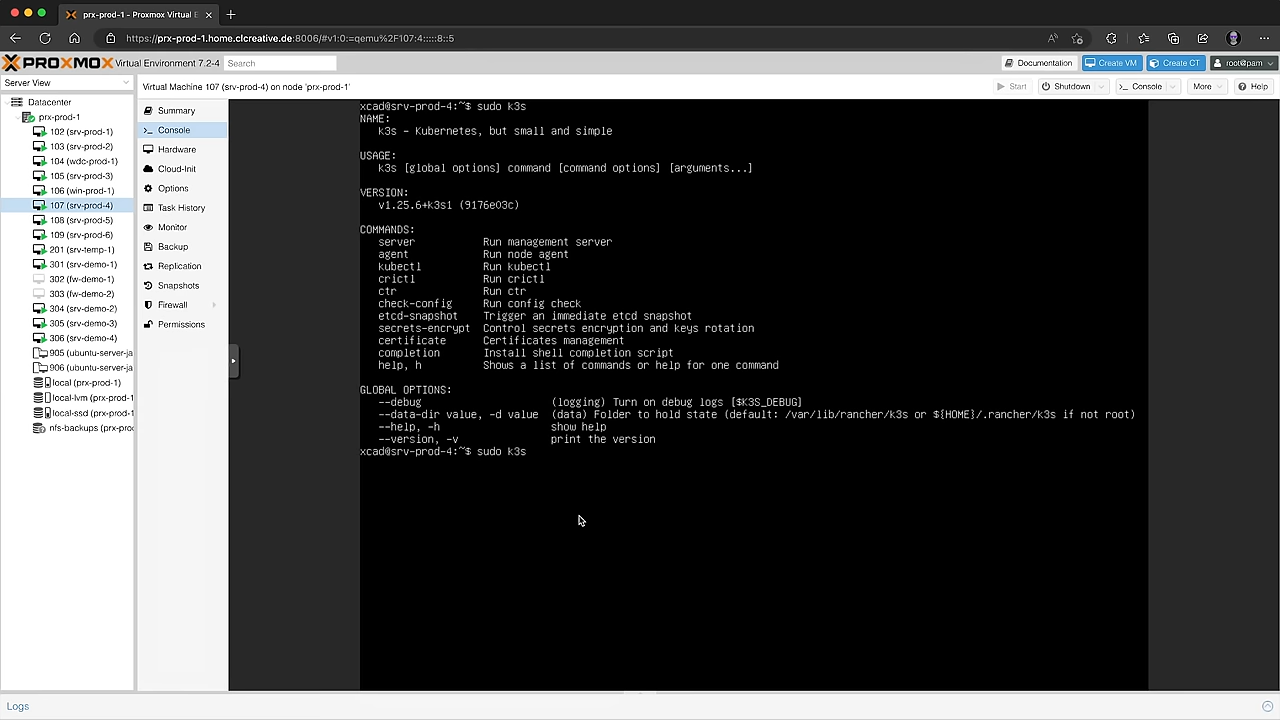 prx-prod-1 - Proxmox Virtual E
https://prx-prod-1.home.clcreative.de:8006/#v1:0:=qemu%2F107:4:::::8::5
PROXMOX Virtual Environment 7.2-4 Search
Documentation Create VM Create CT root@pam
Server View
Virtual Machine 107 (srv-prod-4) on node 'prx-prod-1'
Start Shutdown Console More Help
Datacenter
prx-prod-1
102 (srv-prod-1)
103 (srv-prod-2)
104 (wdc-prod-1)
105 (srv-prod-3)
106 (win-prod-1)
107 (srv-prod-4)
108 (srv-prod-5)
109 (srv-prod-6)
201 (srv-temp-1)
301 (srv-demo-1)
302 (fw-demo-1)
303 (fw-demo-2)
304 (srv-demo-2)
305 (srv-demo-3)
306 (srv-demo-4)
905 (ubuntu-server-ja
906 (ubuntu-server-ja
local (prx-prod-1)
local-lvm (prx-prod-1
local-ssd (prx-prod-1
nfs-backups (prx-pro
Summary
Console
Hardware
Cloud-Init
Options
Task History
Monitor
Backup
Replication
Snapshots
Firewall
Permissions
xcad@srv-prod-4:~$ sudo k3s
NAME:
k3s - Kubernetes, but small and simple
USAGE:
k3s [global options] command [command options] [arguments...]
VERSION:
v1.25.6+k3s1 (9176e03c)
COMMANDS:
server Run management server
agent Run node agent
kubectl Run kubectl
crictl Run crictl
ctr Run ctr
check-config Run config check
etcd-snapshot Trigger an immediate etcd snapshot
secrets-encrypt Control secrets encryption and keys rotation
certificate Certificates management
completion Install shell completion script
help, h Shows a list of commands or help for one command
GLOBAL OPTIONS:
--debug (logging) Turn on debug logs [$K3S_DEBUG]
--data-dir value, -d value (data) Folder to hold state (default: /var/lib/rancher/k3s or ${HOME}/.rancher/k3s if not root)
--help, -h show help
--version, -v print the version
xcad@srv-prod-4:~$ sudo k3s
Logs